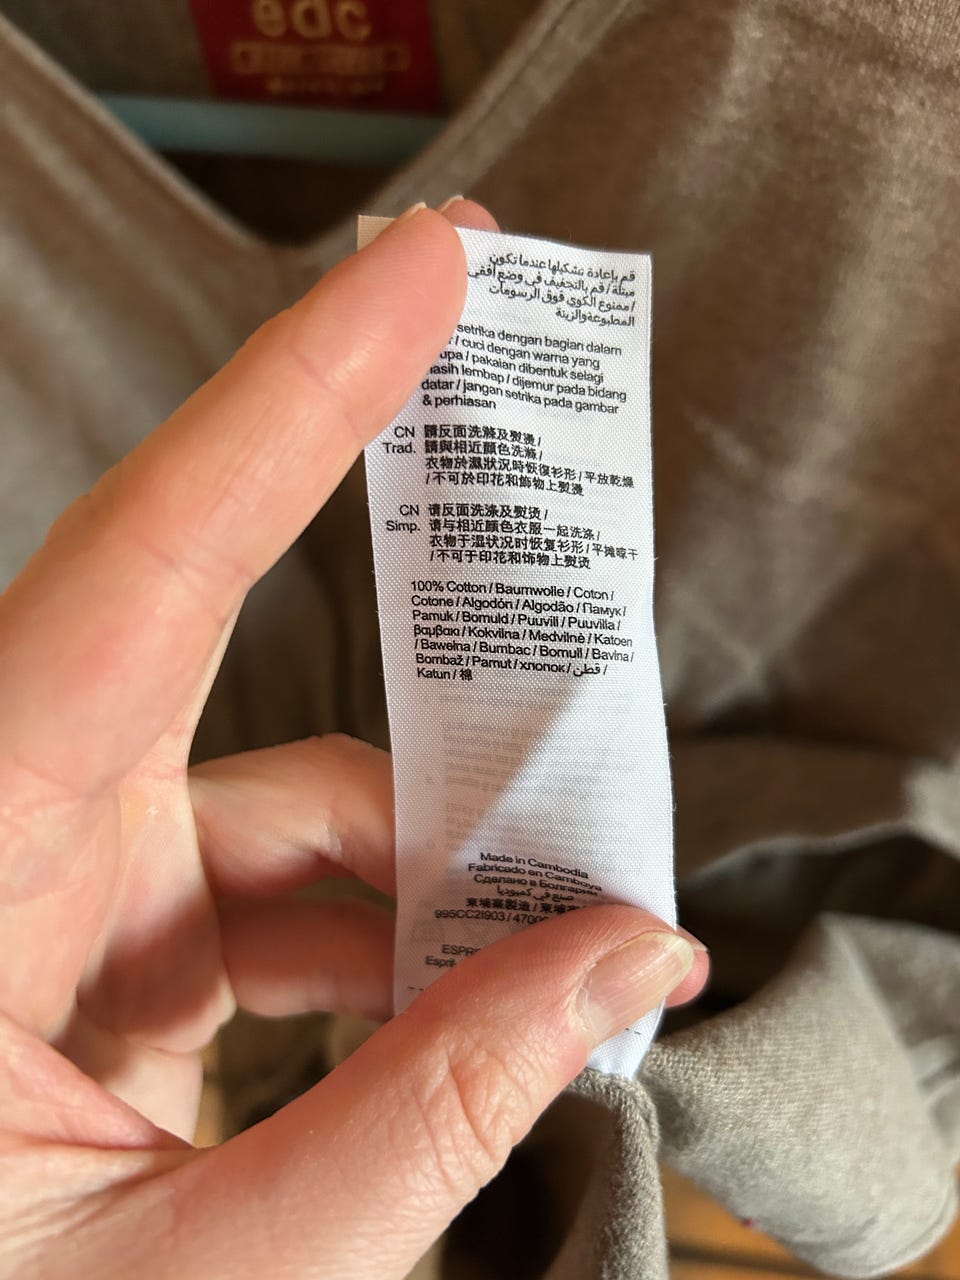 edc
قم بإعادة تشكيلها عندما تكون
مبتلة / قم بالتجفيف في وضع أفقي
/ ممنوع الكوي فوق الرسومات
المطبوعة والزينة
setrika dengan bagian dalam
/ cuci dengan warna yang
upa / pakaian dibentuk selagi
asih lembap / dijemur pada bidang
datar / jangan setrika pada gambar
& perhiasan
CN 請反面洗滌及熨燙 /
Trad. 請與相近顏色洗滌 /
衣物於濕狀況時恢復衫形 / 平放乾燥
/ 不可於印花和飾物上熨燙
CN 请反面洗涤及熨烫 /
Simp. 请与相近颜色衣服一起洗涤 /
衣物于湿状况时恢复衫形 / 平摊晾干
/ 不可于印花和饰物上熨烫
100% Cotton / Baumwolle / Coton /
Cotone / Algodón / Algodão / Памук /
Pamuk / Bomuld / Puuvill / Puuvilla /
βαμβακι / Kokvilna / Medvilnė / Katoen
/ Bawełna / Bumbac / Bomull / Bavlna /
Bombaž / Pamut / хлопок / قطن /
Katun / 棉
Made in Cambodia
Fabricado en Camboya
Сделано в Болгарии
صنع في كمبوديا
柬埔寨製造 / 柬埔寨
995CC2I903 / 4700
ESPRI
Esprit